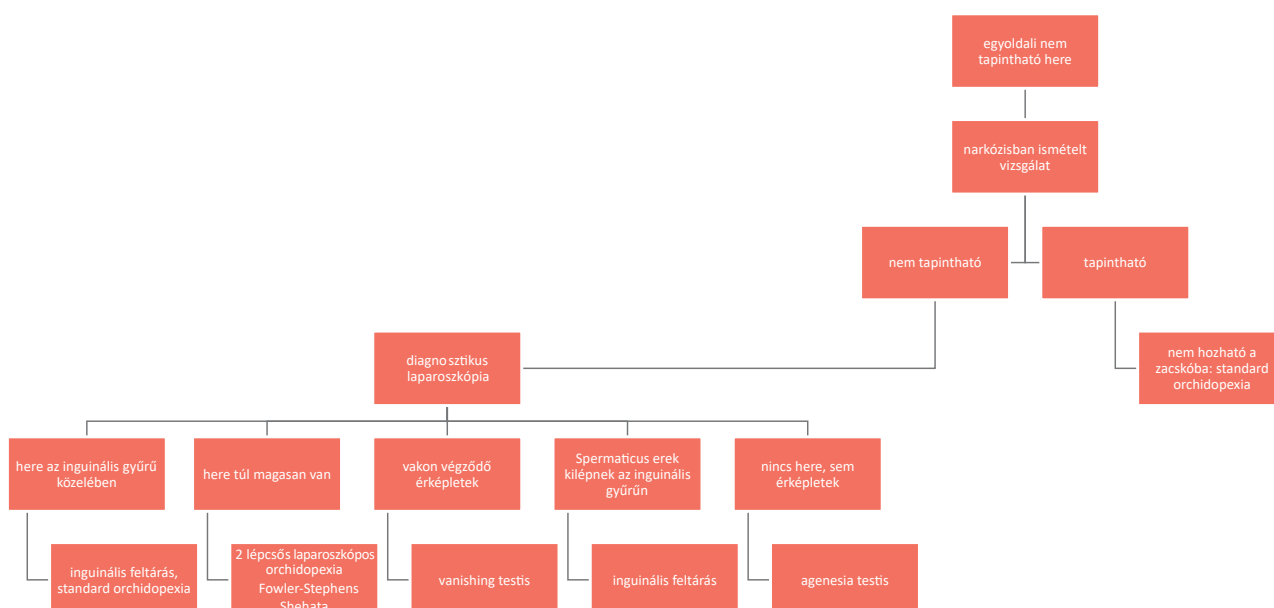 egyoldali nem
tapintható here
narkózisban ismételt
vizsgálat
nem tapintható
tapintható
diagnosztikus
laparoszkópia
nem hozható a
zacskóba: standard
orchidopexia
here az inguinális gyűrű
közelében
here túl magasan van
vakon végződő
érképletek
Spermaticus erek
kilépnek az inguinális
gyűrűn
nincs here, sem
érképletek
inguinális feltárás,
standard orchidopexia
2 lépcsős laparoszkópos
orchidopexia
Fowler-Stephens
Shehata
vanishing testis
inguinális feltárás
agenesia testis